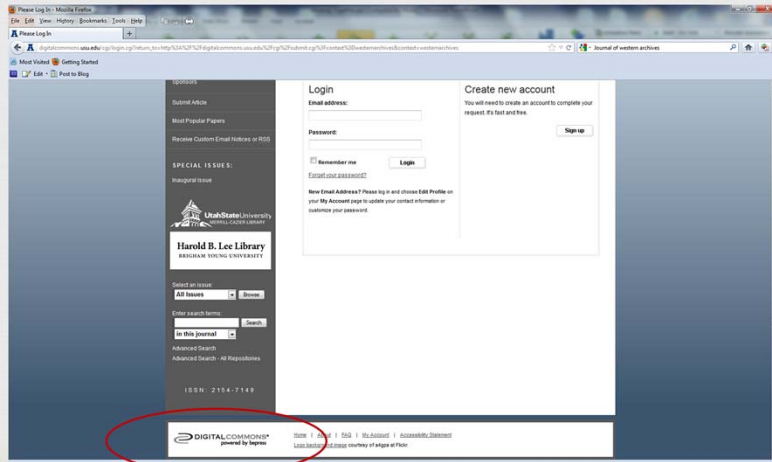 Please Log In - Mozilla Firefox
File Edit View History Bookmarks Tools Help
Please Log In
Journal of western archives
Most Visited Getting Started
Edit Post to Blog
Sponsors
Submit Article
Most Popular Papers
Receive Custom Email Notices or RSS
SPECIAL ISSUES:
Inaugural Issue
UtahStateUniversity
MERRILL-CAZIER LIBRARY
Harold B. Lee Library
BRIGHAM YOUNG UNIVERSITY
Select an issue:
All Issues Browse
Enter search terms:
Search
in this journal
Advanced Search
Advanced Search - All Repositories
ISSN: 2154-7149
Login
Email address:
Password:
Remember me Login
Forgot your password?
New Email Address? Please log in and choose Edit Profile on
your My Account page to update your contact information or
customize your password.
Create new account
You will need to create an account to complete your
request. It's fast and free.
Sign up
DIGITALCOMMONS
powered by bepress
Home | About | FAQ | My Account | Accessibility Statement
Logo background image courtesy of at Flickr